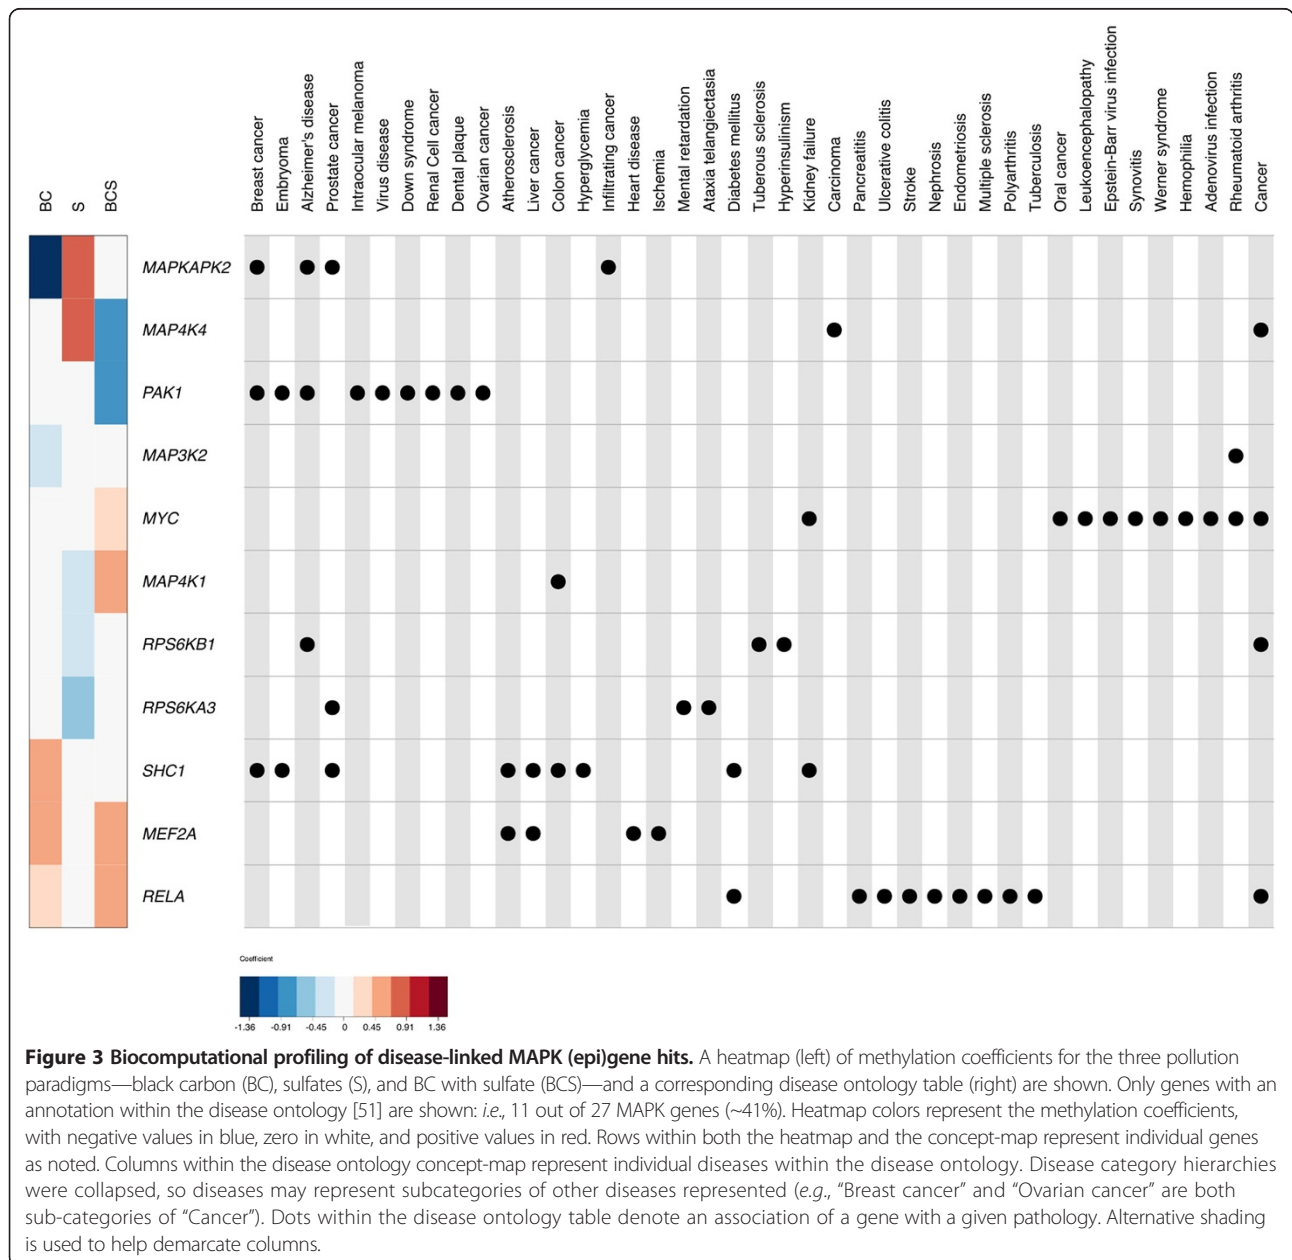 BC
S
BCS
Breast cancer
Embryoma
Alzheimer's disease
Prostate cancer
Intraocular melanoma
Virus disease
Down syndrome
Renal Cell cancer
Dental plaque
Ovarian cancer
Atherosclerosis
Liver cancer
Colon cancer
Hyperglycemia
Infiltrating cancer
Heart disease
Ischemia
Mental retardation
Ataxia telangiectasia
Diabetes mellitus
Tuberous sclerosis
Hyperinsulinism
Kidney failure
Carcinoma
Pancreatitis
Ulcerative colitis
Stroke
Nephrosis
Endometriosis
Multiple sclerosis
Polyarthritis
Tuberculosis
Oral cancer
Leukoencephalopathy
Epstein-Barr virus infection
Synovitis
Werner syndrome
Hemophilia
Adenovirus infection
Rheumatoid arthritis
Cancer
MAPKAPK2
MAP4K4
PAK1
MAP3K2
MYC
MAP4K1
RPS6KB1
RPS6KA3
SHC1
MEF2A
RELA
Coefficient
-1.36 -0.91 -0.45 0 0.45 0.91 1.36
Figure 3 Biocomputational profiling of disease-linked MAPK (epi)gene hits. A heatmap (left) of methylation coefficients for the three pollution
paradigms—black carbon (BC), sulfates (S), and BC with sulfate (BCS)—and a corresponding disease ontology table (right) are shown. Only genes with an
annotation within the disease ontology [51] are shown: i.e., 11 out of 27 MAPK genes (~41%). Heatmap colors represent the methylation coefficients,
with negative values in blue, zero in white, and positive values in red. Rows within both the heatmap and the concept-map represent individual genes
as noted. Columns within the disease ontology concept-map represent individual diseases within the disease ontology. Disease category hierarchies
were collapsed, so diseases may represent subcategories of other diseases represented (e.g., “Breast cancer” and “Ovarian cancer” are both
sub-categories of “Cancer”). Dots within the disease ontology table denote an association of a gene with a given pathology. Alternative shading
is used to help demarcate columns.